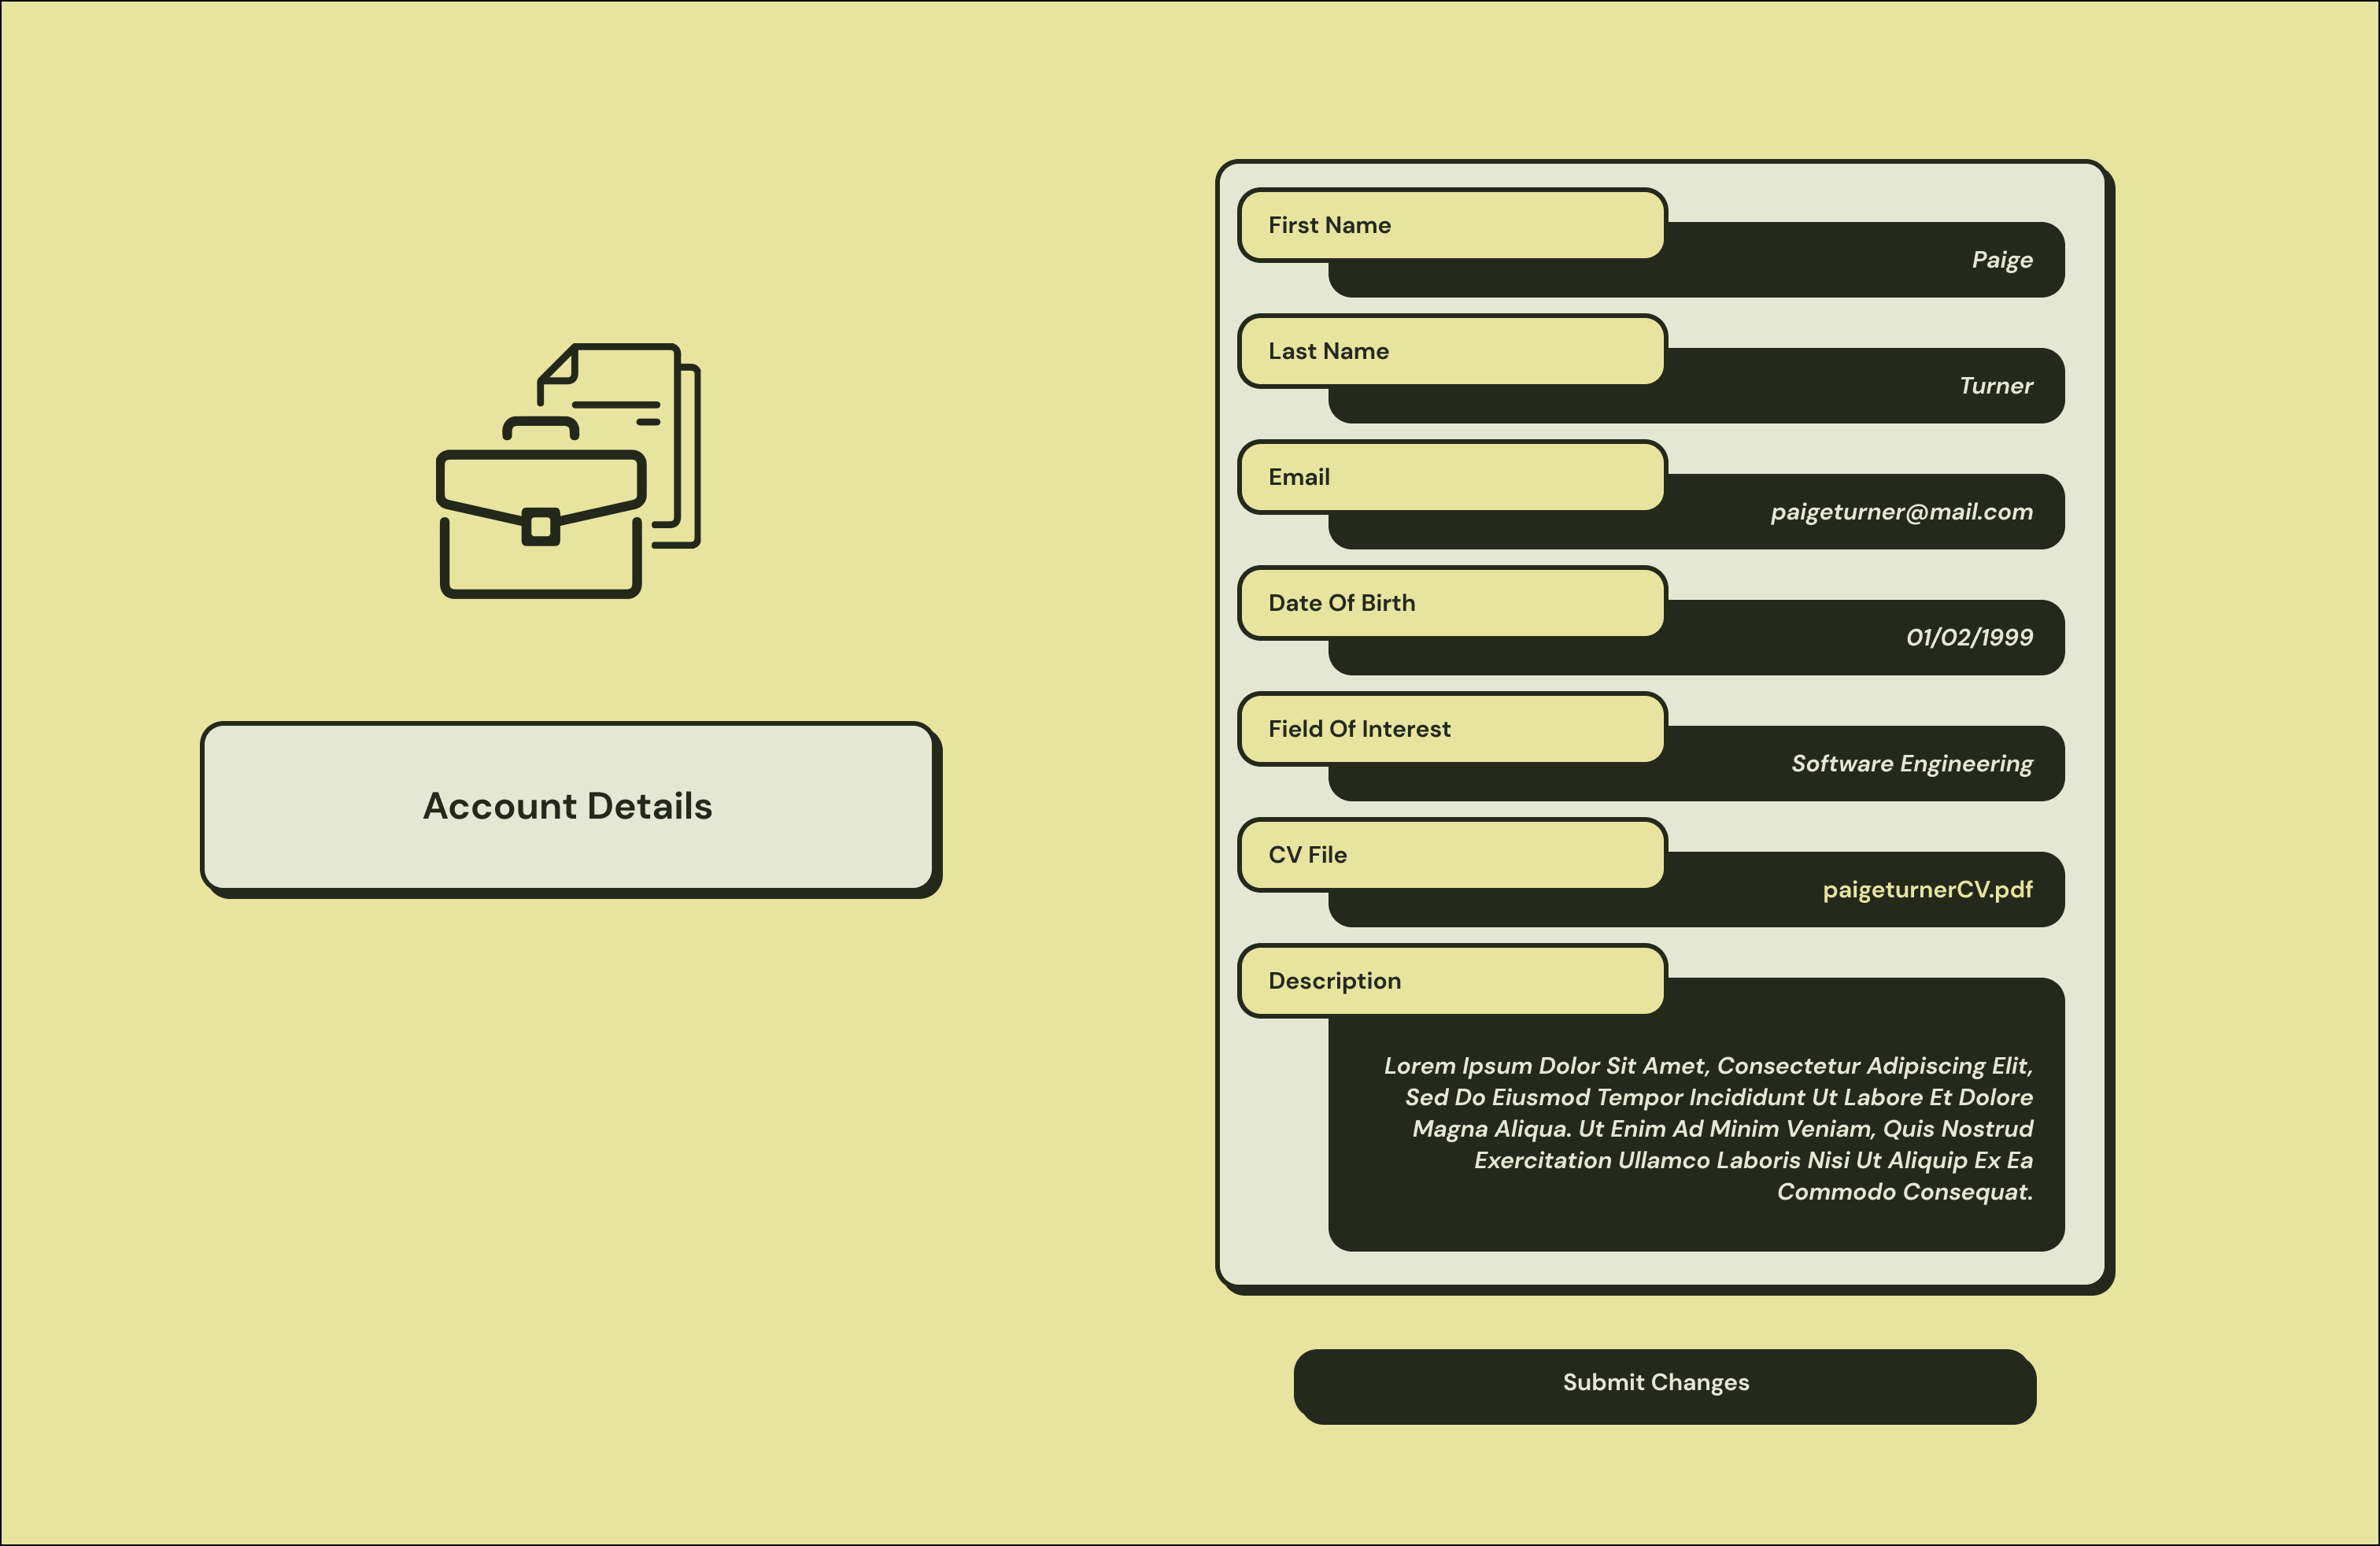 Account Details
First Name
Paige
Last Name
Turner
Email
paigeturner@mail.com
Date Of Birth
01/02/1999
Field Of Interest
Software Engineering
CV File
paigeturnerCV.pdf
Description
Lorem Ipsum Dolor Sit Amet, Consectetur Adipiscing Elit,
Sed Do Eiusmod Tempor Incididunt Ut Labore Et Dolore
Magna Aliqua. Ut Enim Ad Minim Veniam, Quis Nostrud
Exercitation Ullamco Laboris Nisi Ut Aliquip Ex Ea
Commodo Consequat.
Submit Changes